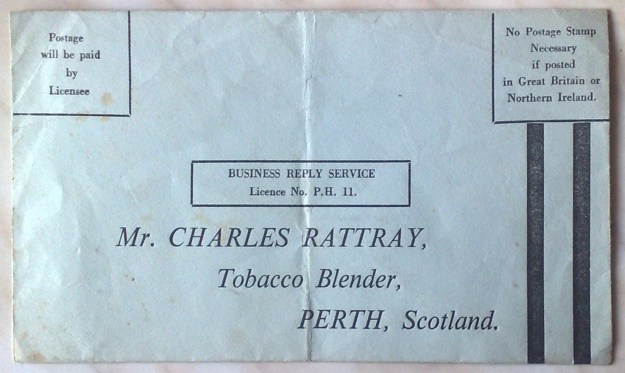 Postage
will be paid
by
Licensee
No Postage Stamp
Necessary
if posted
in Great Britain or
Northern Ireland.
BUSINESS REPLY SERVICE
Licence No. P.H. 11.
Mr. CHARLES RATTRAY,
Tobacco Blender,
PERTH, Scotland.